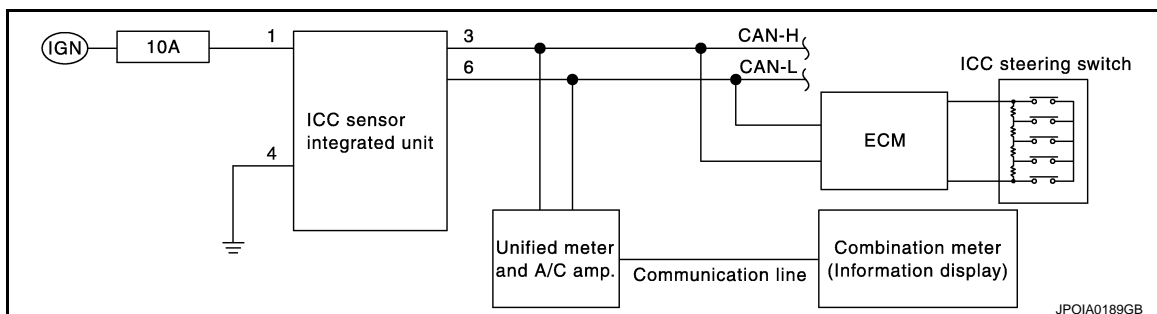 IGN
10A
1
3
6
4
ICC sensor
integrated unit
CAN-H
CAN-L
ICC steering switch
ECM
Unified meter
and A/C amp.
Communication line
Combination meter
(Information display)
JPOIA0189GB